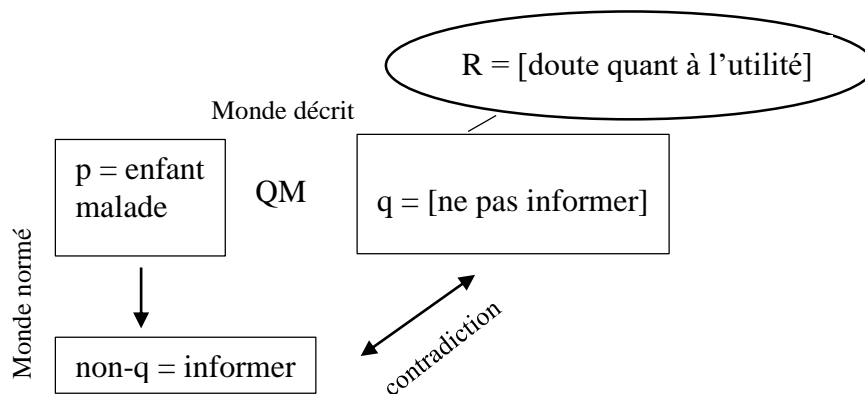 R = [doute quant à l’utilité]
Monde décrit
p = enfant
malade
QM
q = [ne pas informer]
Monde normé
non-q = informer
contradiction